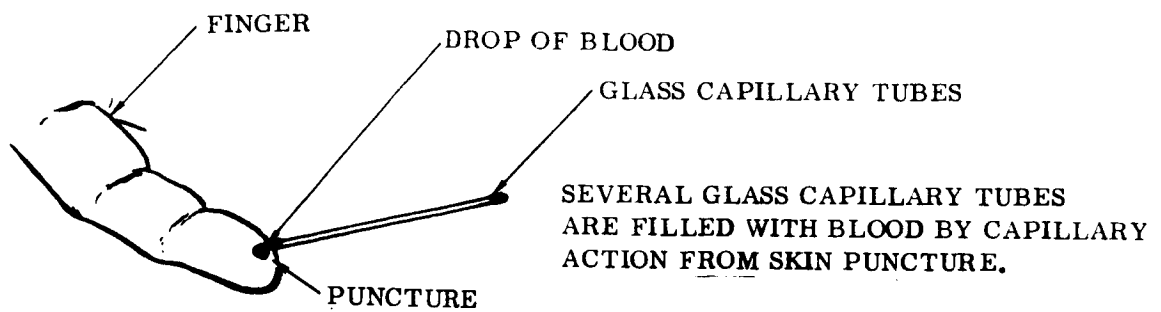 FINGER
DROP OF BLOOD
GLASS CAPILLARY TUBES
SEVERAL GLASS CAPILLARY TUBES
ARE FILLED WITH BLOOD BY CAPILLARY
ACTION FROM SKIN PUNCTURE.
PUNCTURE